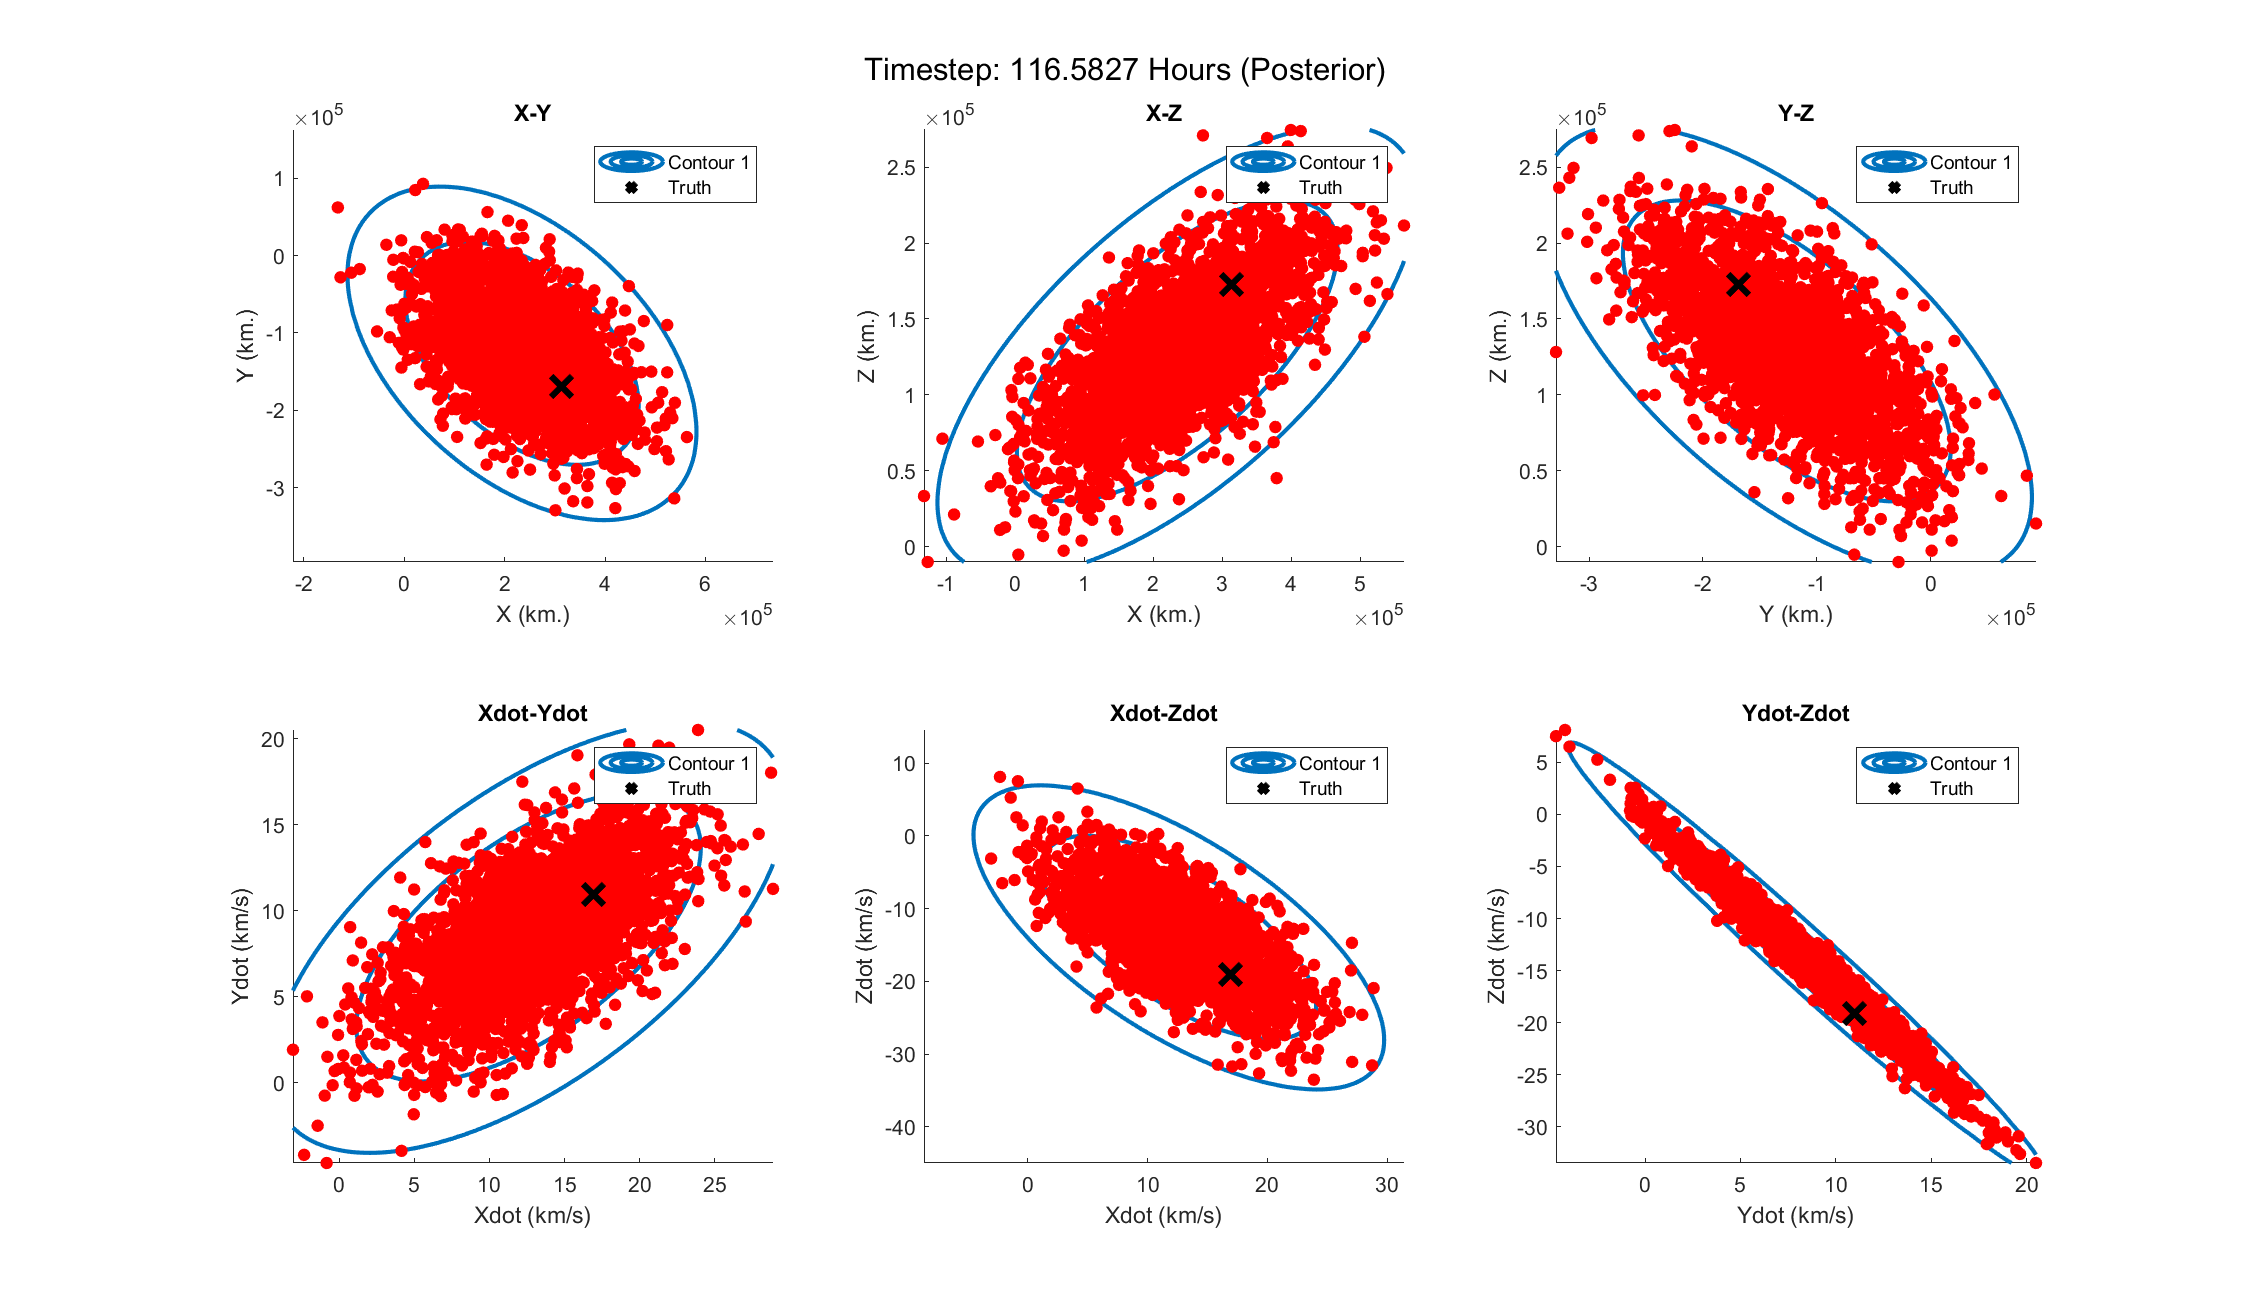 Timestep: 116.5827 Hours (Posterior)
X-Y
×10^5
Contour 1
Truth
1
0
-1
-2
-3
Y (km.)
-2 0 2 4 6
X (km.)
×10^5
X-Z
×10^5
Contour 1
Truth
2.5
2
1.5
1
0.5
0
Z (km.)
-1 0 1 2 3 4 5
X (km.)
×10^5
Y-Z
×10^5
Contour 1
Truth
2.5
2
1.5
1
0.5
0
Z (km.)
-3 -2 -1 0
Y (km.)
×10^5
Xdot-Ydot
Contour 1
Truth
20
15
10
5
0
Ydot (km/s)
0 5 10 15 20 25
Xdot (km/s)
Xdot-Zdot
Contour 1
Truth
10
0
-10
-20
-30
-40
Zdot (km/s)
0 10 20 30
Xdot (km/s)
Ydot-Zdot
Contour 1
Truth
5
0
-5
-10
-15
-20
-25
-30
Zdot (km/s)
0 5 10 15 20
Ydot (km/s)